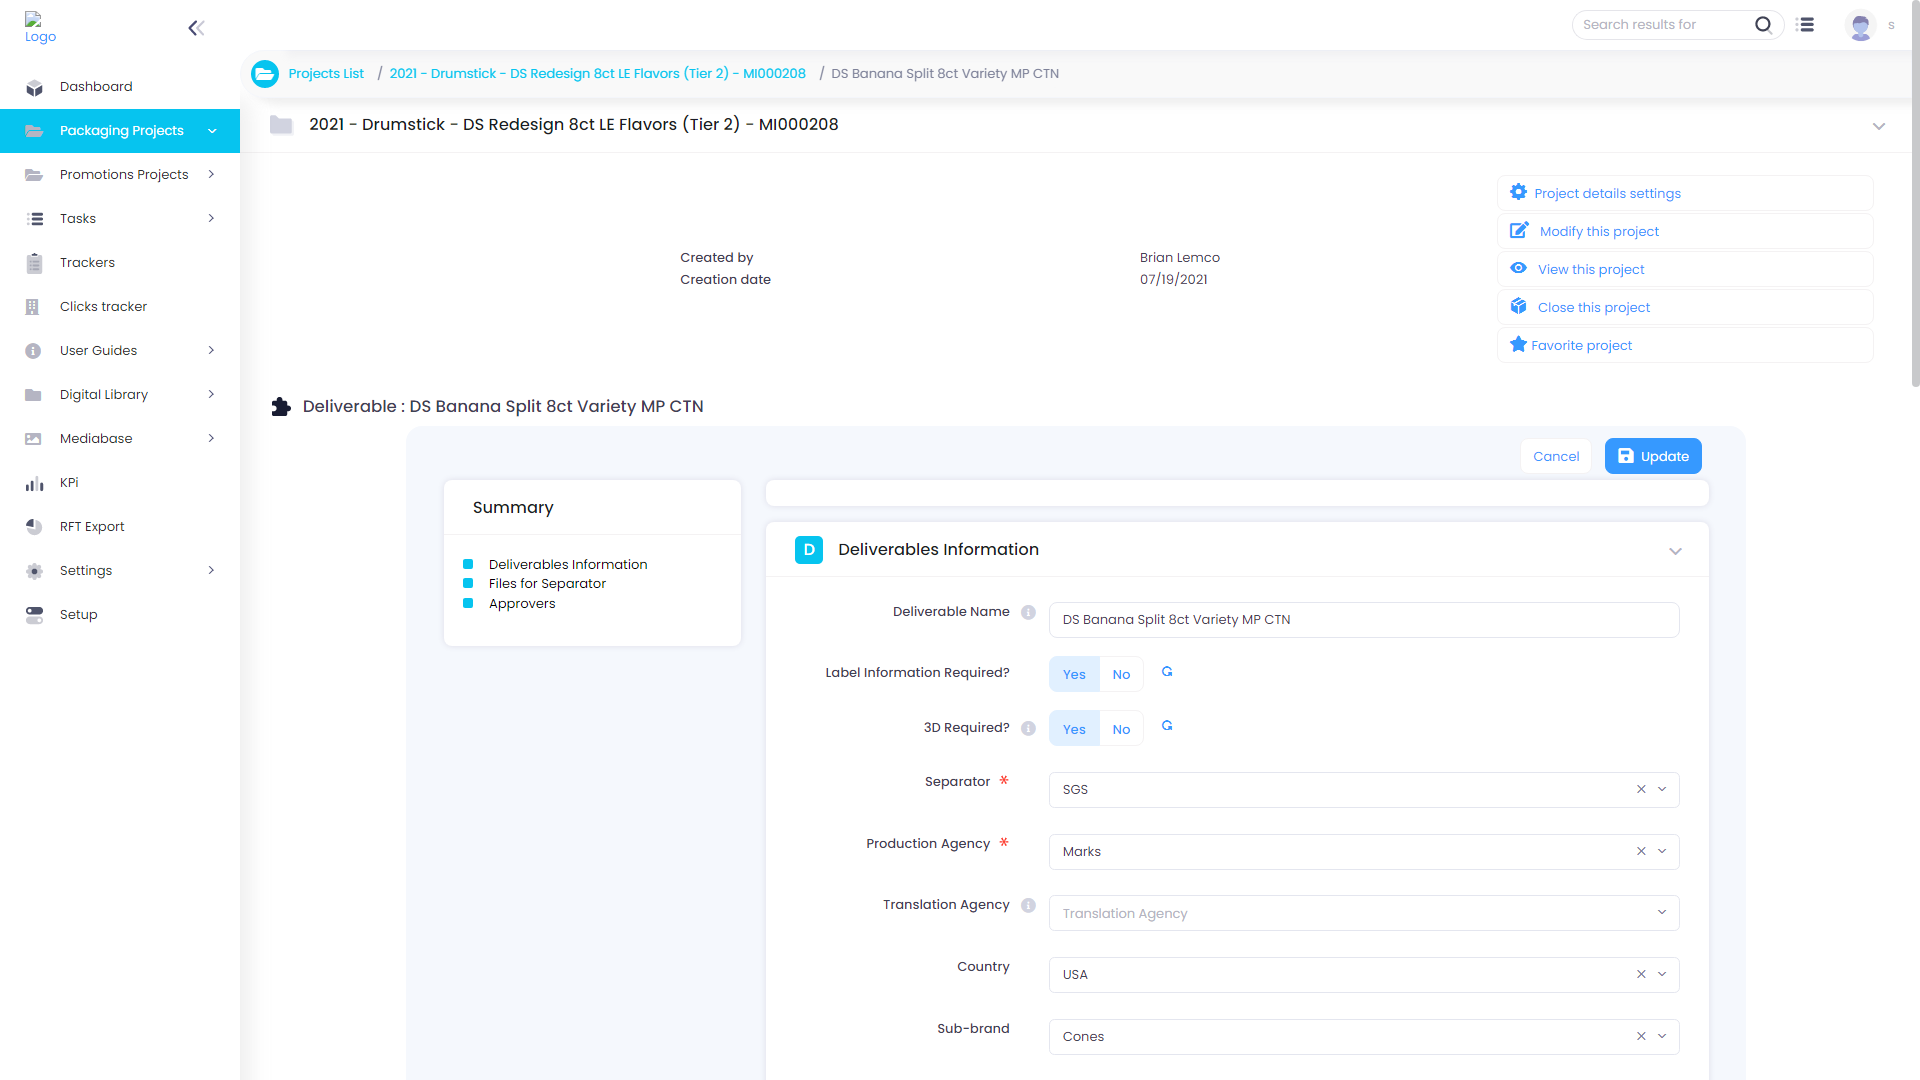 Logo
Search results for
s
Dashboard
Packaging Projects
Promotions Projects
Tasks
Trackers
Clicks tracker
User Guides
Digital Library
Mediabase
KPi
RFT Export
Settings
Setup
Projects List / 2021 - Drumstick - DS Redesign 8ct LE Flavors (Tier 2) - MI000208 / DS Banana Split 8ct Variety MP CTN
2021 - Drumstick - DS Redesign 8ct LE Flavors (Tier 2) - MI000208
Created by Brian Lemco
Creation date 07/19/2021
Project details settings
Modify this project
View this project
Close this project
Favorite project
Deliverable : DS Banana Split 8ct Variety MP CTN
Cancel Update
Summary
Deliverables Information
Files for Separator
Approvers
D Deliverables Information
Deliverable Name DS Banana Split 8ct Variety MP CTN
Label Information Required? Yes No
3D Required? Yes No
Separator * SGS
Production Agency * Marks
Translation Agency Translation Agency
Country USA
Sub-brand Cones